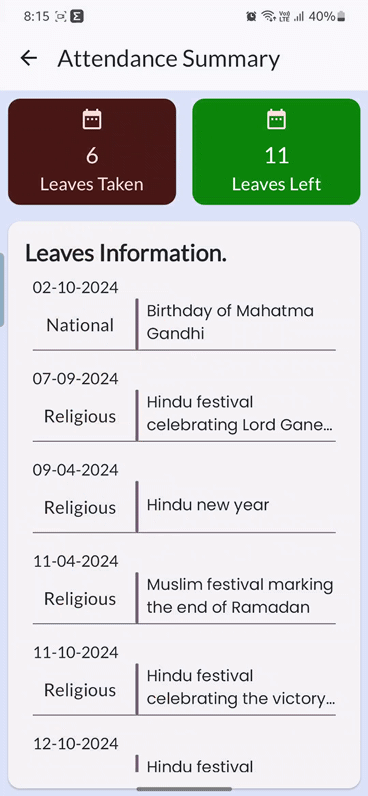 8:15
Vo)) LTE
40%
Attendance Summary
6
Leaves Taken
11
Leaves Left
Leaves Information.
02-10-2024
National
Birthday of Mahatma
Gandhi
07-09-2024
Religious
Hindu festival
celebrating Lord Gane...
09-04-2024
Religious
Hindu new year
11-04-2024
Religious
Muslim festival marking
the end of Ramadan
11-10-2024
Religious
Hindu festival
celebrating the victory...
12-10-2024
Hindu festival